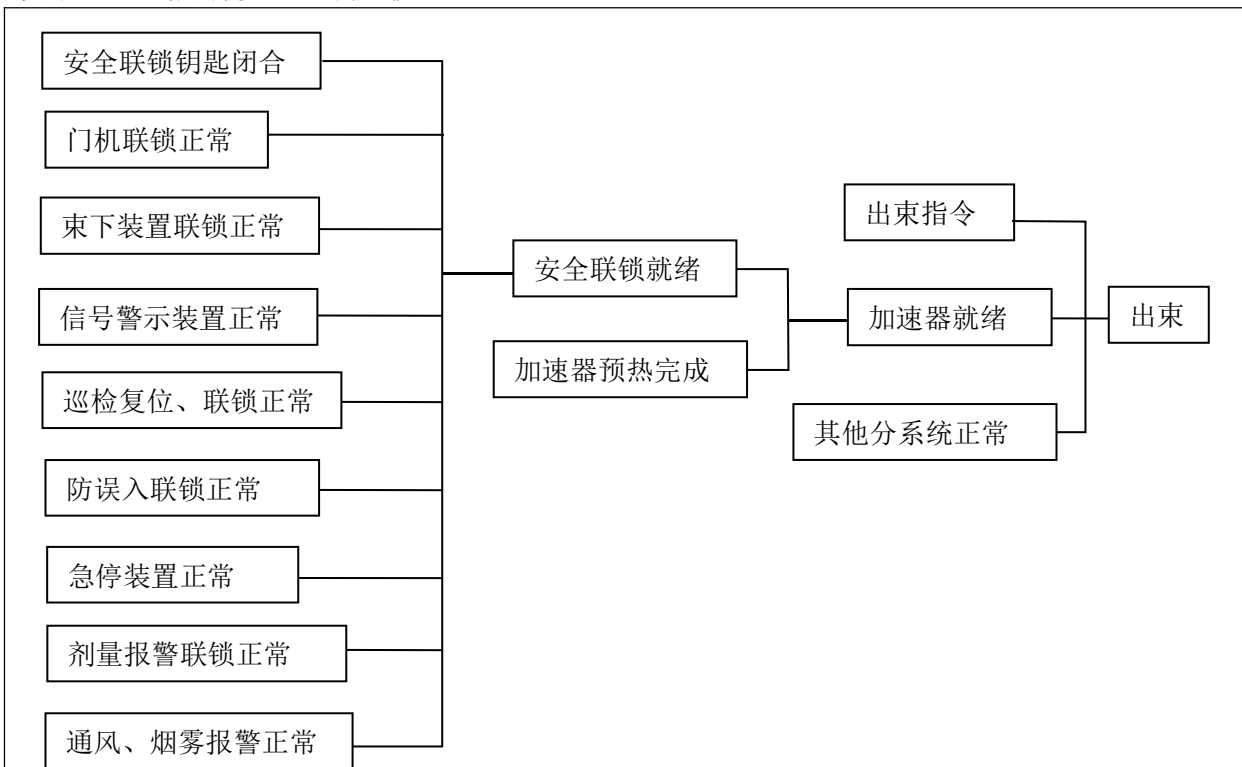 安全联锁钥匙闭合
门机联锁正常
束下装置联锁正常
信号警示装置正常
巡检复位、联锁正常
防误入联锁正常
急停装置正常
剂量报警联锁正常
通风、烟雾报警正常
安全联锁就绪
加速器预热完成
出束指令
加速器就绪
其他分系统正常
出束